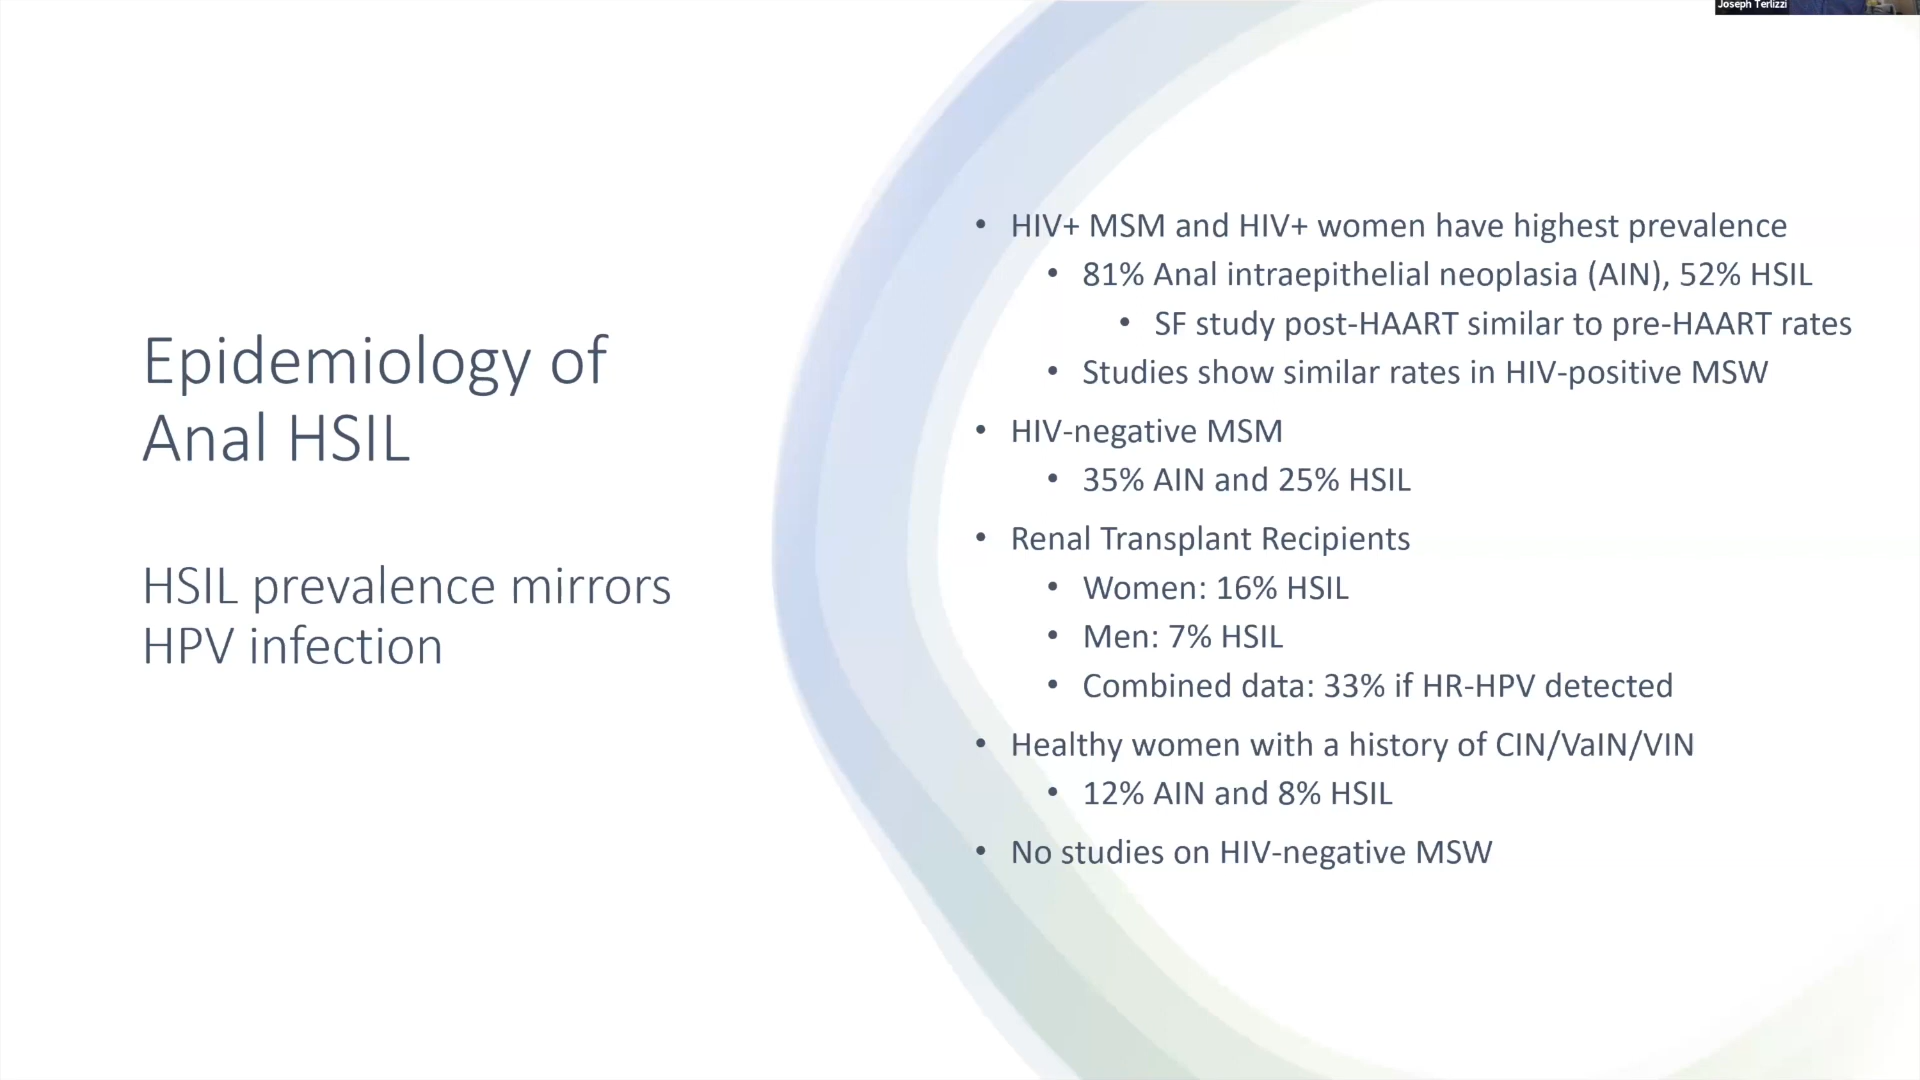 Joseph Terlizzi
Epidemiology of
Anal HSIL
HSIL prevalence mirrors
HPV infection
• HIV+ MSM and HIV+ women have highest prevalence
• 81% Anal intraepithelial neoplasia (AIN), 52% HSIL
• SF study post-HAART similar to pre-HAART rates
• Studies show similar rates in HIV-positive MSW
• HIV-negative MSM
• 35% AIN and 25% HSIL
• Renal Transplant Recipients
• Women: 16% HSIL
• Men: 7% HSIL
• Combined data: 33% if HR-HPV detected
• Healthy women with a history of CIN/VaIN/VIN
• 12% AIN and 8% HSIL
• No studies on HIV-negative MSW